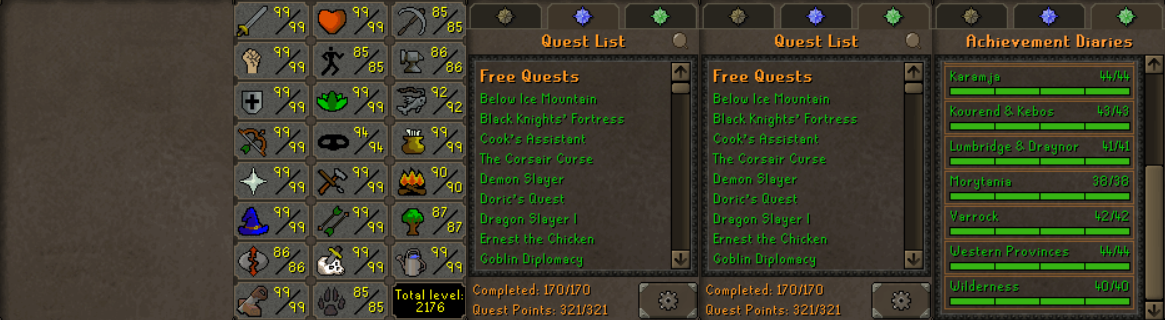 99/99 99/99 85/85
99/99 85/85 86/86
99/99 99/99 92/92
99/99 94/94 99/99
99/99 99/99 90/90
99/99 99/99 87/87
86/86 99/99 99/99
99/99 85/85 Total level:
2176
Quest List
Free Quests
Below Ice Mountain
Black Knights' Fortress
Cook's Assistant
The Corsair Curse
Demon Slayer
Doric's Quest
Dragon Slayer I
Ernest the Chicken
Goblin Diplomacy
Completed: 170/170
Quest Points: 321/321
Quest List
Free Quests
Below Ice Mountain
Black Knights' Fortress
Cook's Assistant
The Corsair Curse
Demon Slayer
Doric's Quest
Dragon Slayer I
Ernest the Chicken
Goblin Diplomacy
Completed: 170/170
Quest Points: 321/321
Achievement Diaries
Karamja 44/44
Kourend & Kebos 43/43
Lumbridge & Draynor 41/41
Morytania 38/38
Varrock 42/42
Western Provinces 44/44
Wilderness 40/40